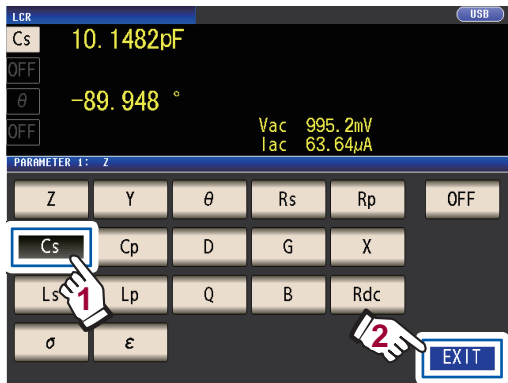 LCR USB
Cs 10.1482pF
OFF
θ -89.948 °
OFF
Vac 995.2mV
Iac 63.64μA
PARAMETER 1: Z
Z Y θ Rs Rp OFF
Cs Cp D G X
Ls Lp Q B Rdc
1
2
σ ε
EXIT